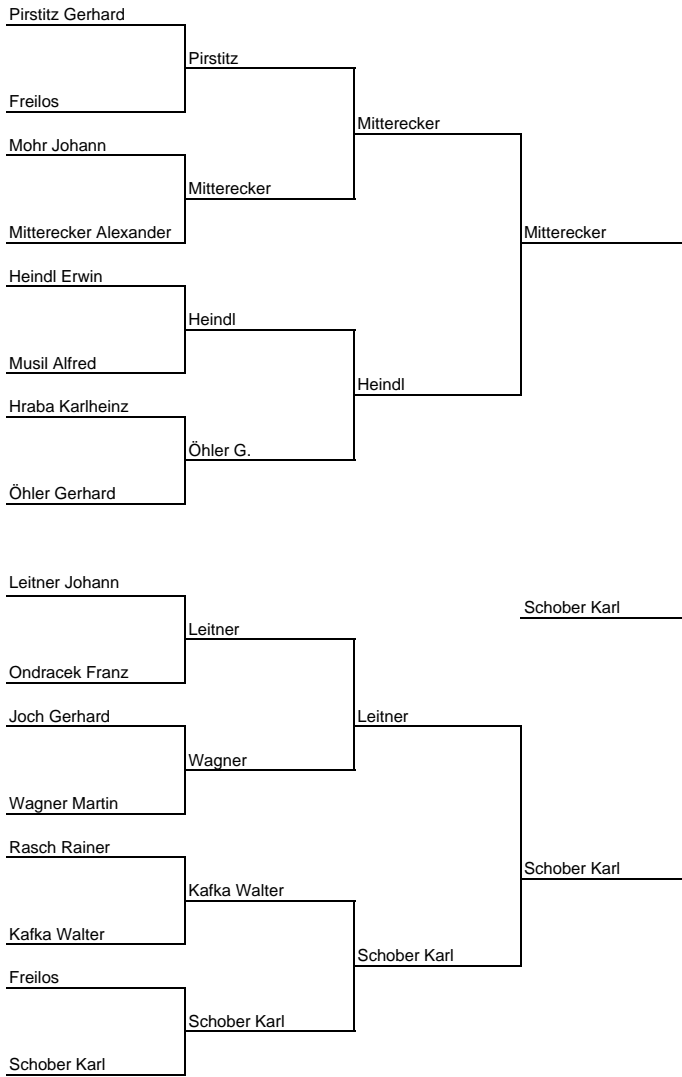 Pirstitz Gerhard
Pirstitz
Freilos
Mitterecker
Mohr Johann
Mitterecker
Mitterecker Alexander
Mitterecker
Heindl Erwin
Heindl
Musil Alfred
Heindl
Hraba Karlheinz
Öhler G.
Öhler Gerhard
Leitner Johann
Schober Karl
Leitner
Ondracek Franz
Joch Gerhard
Leitner
Wagner
Wagner Martin
Rasch Rainer
Schober Karl
Kafka Walter
Kafka Walter
Schober Karl
Freilos
Schober Karl
Schober Karl